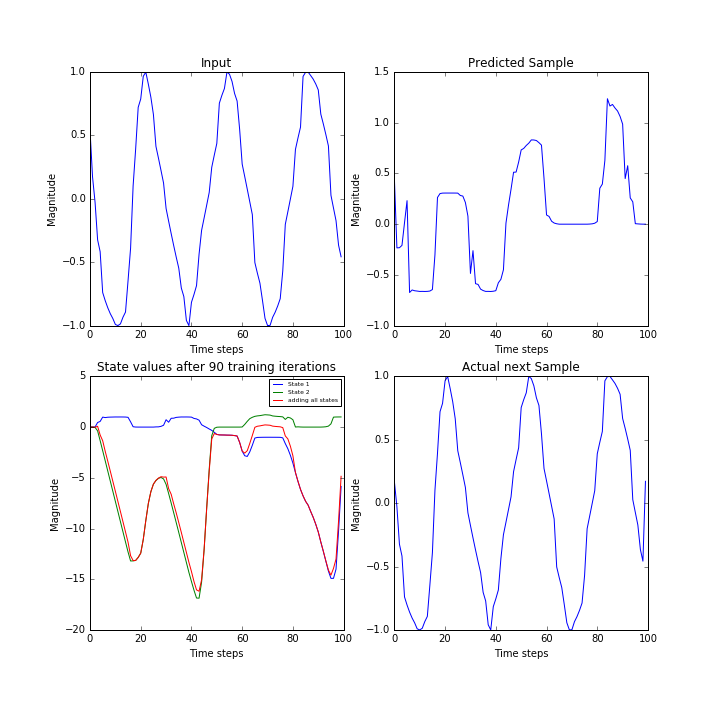 Input
Magnitude
1.0
0.5
0.0
−0.5
−1.0
0 20 40 60 80 100
Time steps
Predicted Sample
Magnitude
1.5
1.0
0.5
0.0
−0.5
−1.0
0 20 40 60 80 100
Time steps
State values after 90 training iterations
Magnitude
5
0
−5
−10
−15
−20
0 20 40 60 80 100
Time steps
State 1
State 2
adding all states
Actual next Sample
Magnitude
1.0
0.5
0.0
−0.5
−1.0
0 20 40 60 80 100
Time steps